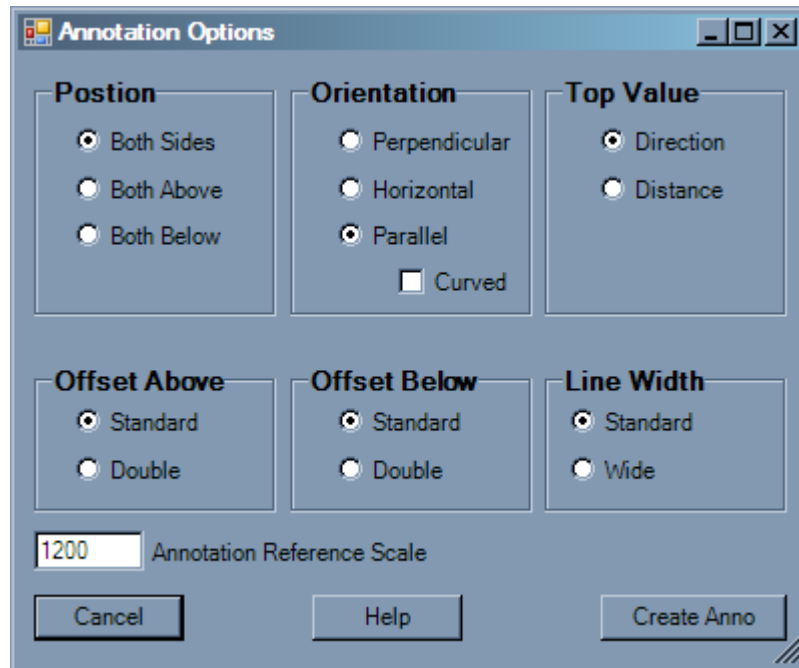 Annotation Options
Postion
Both Sides
Both Above
Both Below
Orientation
Perpendicular
Horizontal
Parallel
Curved
Top Value
Direction
Distance
Offset Above
Standard
Double
Offset Below
Standard
Double
Line Width
Standard
Wide
1200 Annotation Reference Scale
Cancel Help Create Anno